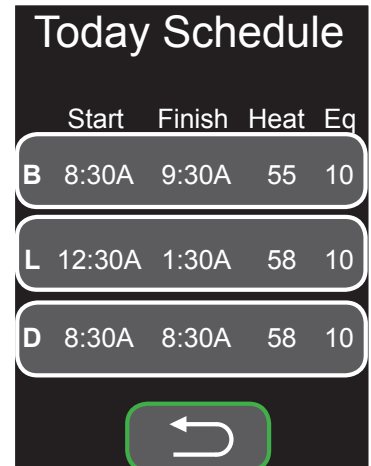 Today Schedule
Start Finish Heat Eq
B 8:30A 9:30A 55 10
L 12:30A 1:30A 58 10
D 8:30A 8:30A 58 10